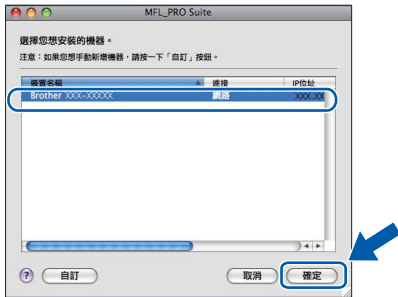 MFL_PRO Suite
選擇您想安裝的機器。
注意：如果您想手動新增機器，請按一下「自訂」按鈕。
裝置名稱 連接 IP位址
Brother XXX-XXXXX 網路 XXX.XX
? 自訂 取消 確定